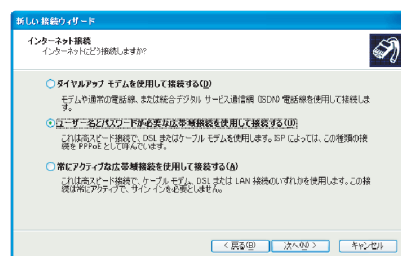 新しい接続ウィザード
インターネット接続
インターネットにどう接続しますか?
ダイヤルアップ モデムを使用して接続する(D)
モデムや通常の電話線、または統合デジタル サービス通信網 (ISDN) 電話線を使用して接続しま
す。
ユーザー名とパスワードが必要な広帯域接続を使用して接続する(U)
これは高スピード接続で、DSL またはケーブル モデムを使用します。ISP によっては、この種類の接
続を PPPoE として呼んでいます。
常にアクティブな広帯域接続を使用して接続する(A)
これは高スピード接続で、ケーブル モデム、DSL または LAN 接続のいずれかを使用します。この接
続は常にアクティブで、サイン インを必要としません。
< 戻る(B)
次へ(N) >
キャンセル